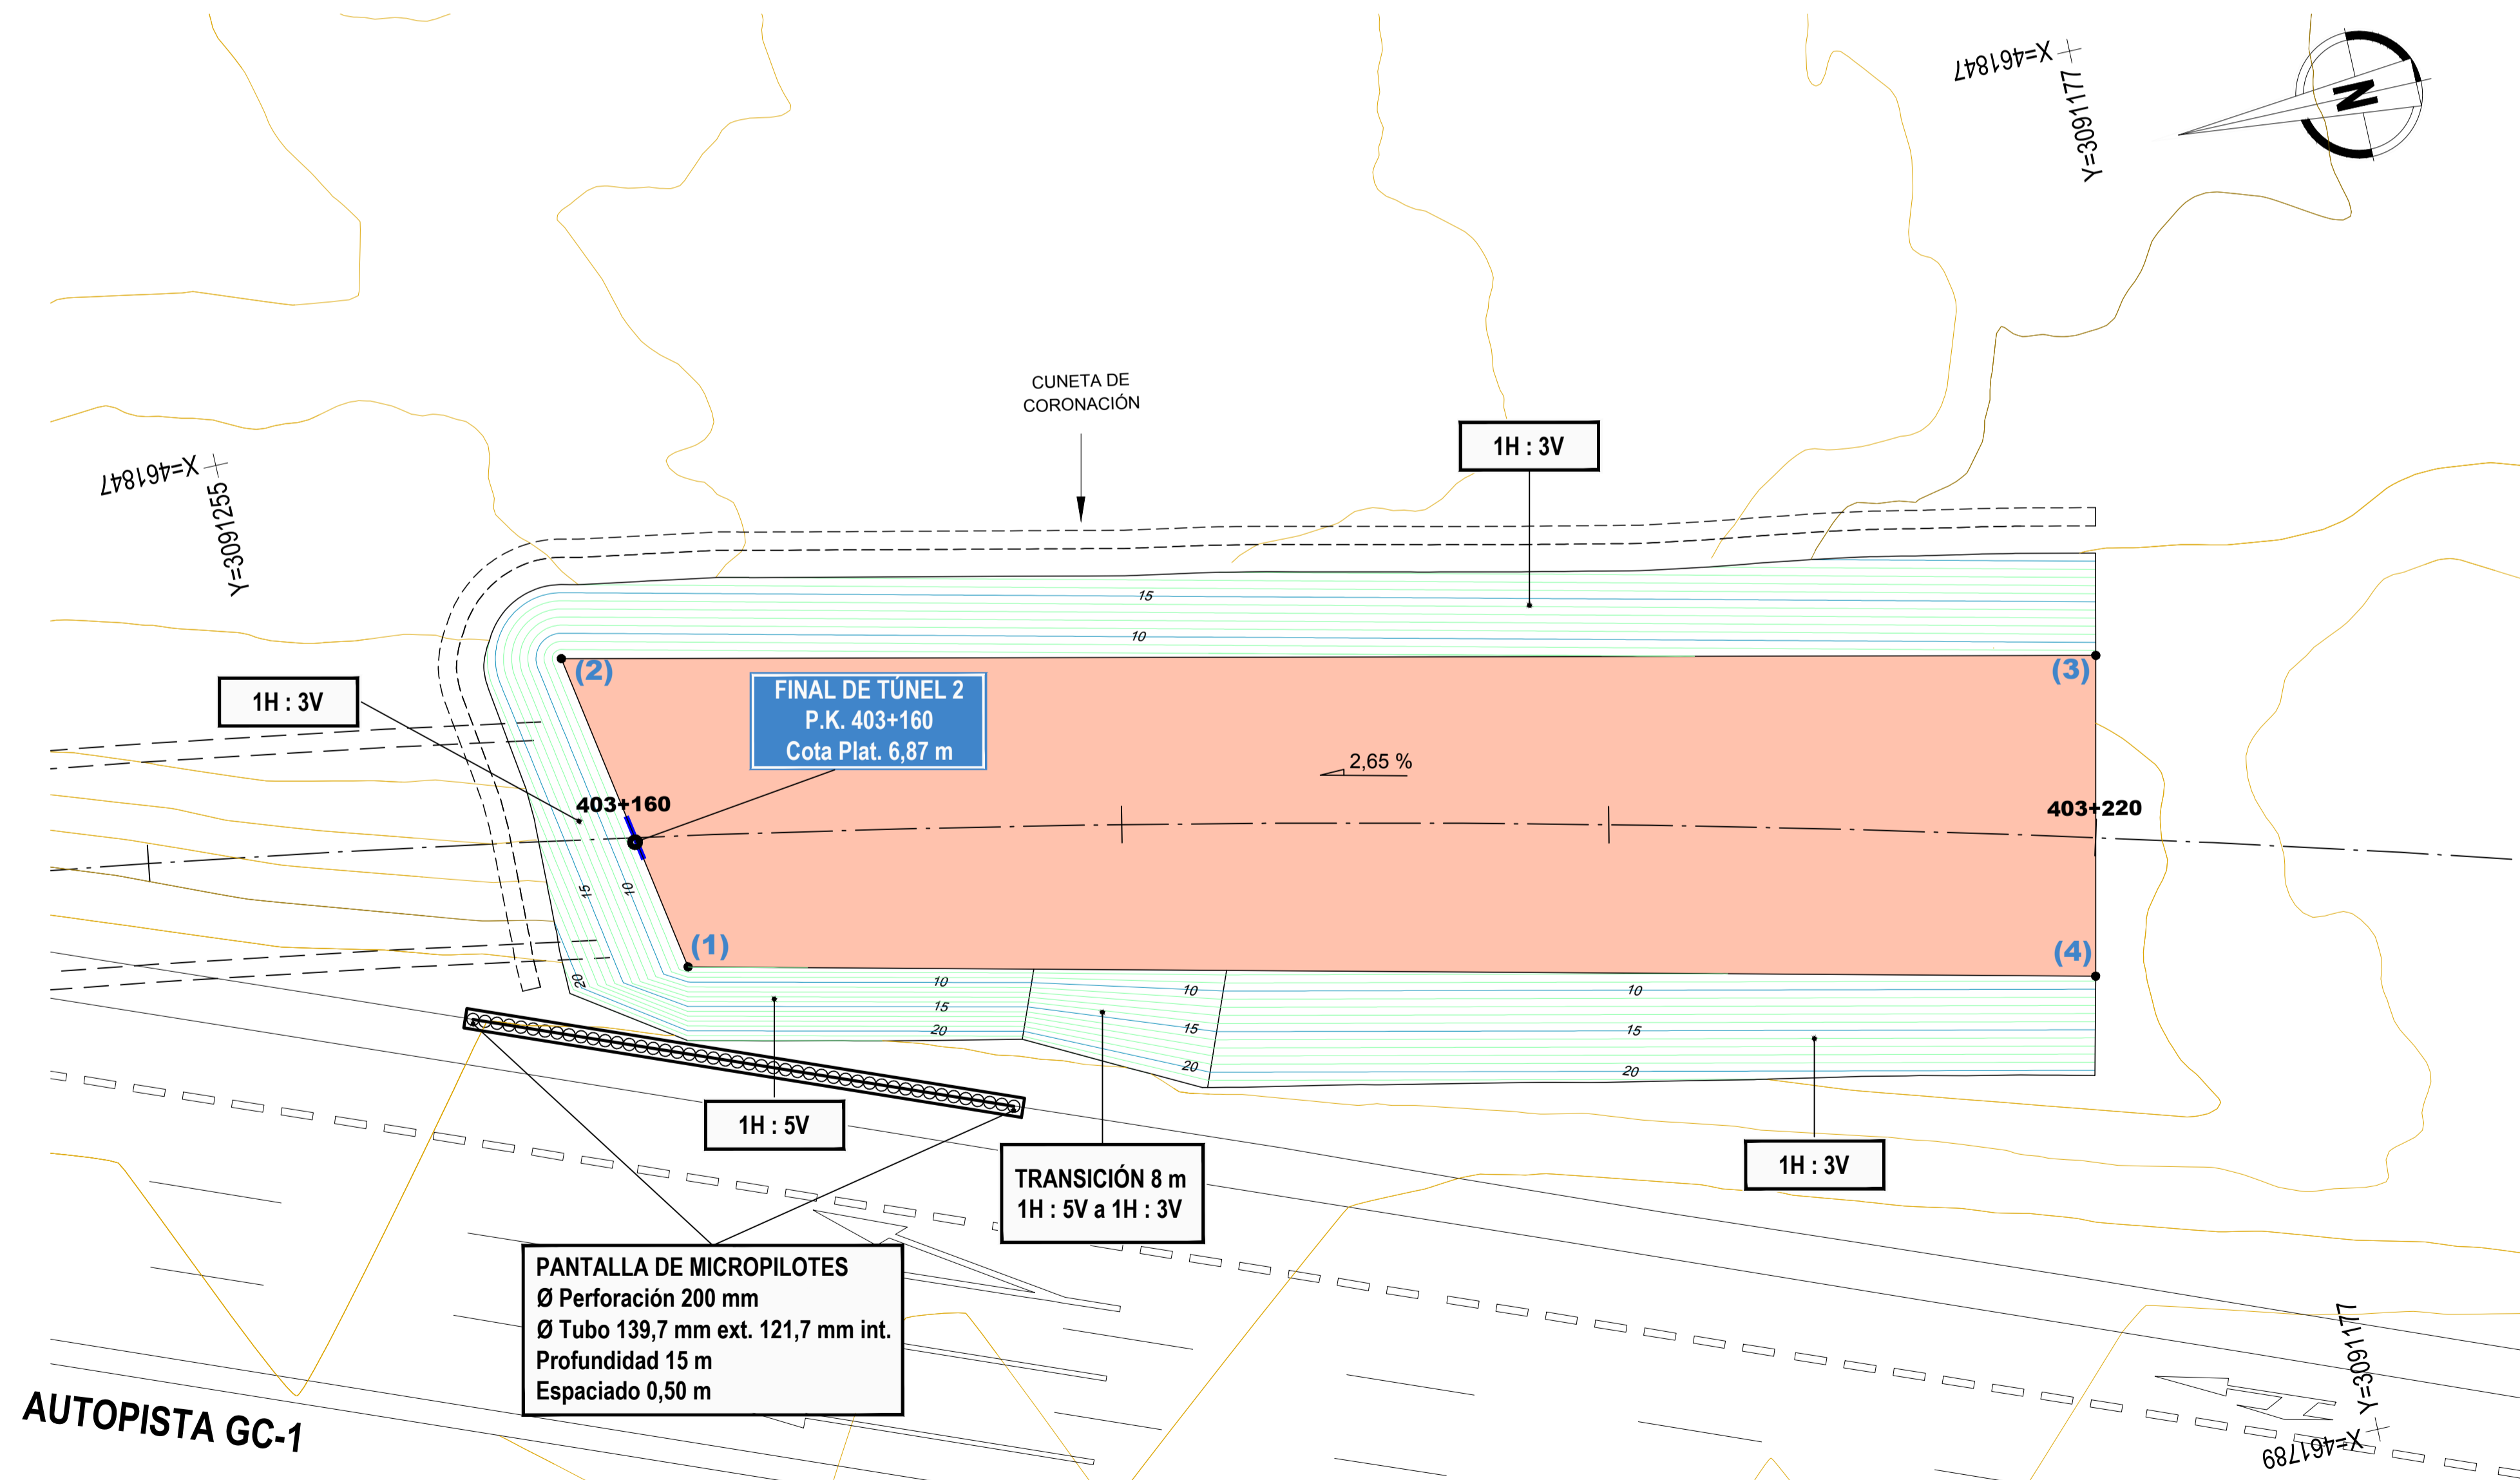 X=461847
Y=3091177
N
CUNETA DE
CORONACIÓN
1H : 3V
X=461847
Y=3091255
15
10
(2)
(3)
1H : 3V
FINAL DE TÚNEL 2
P.K. 403+160
Cota Plat. 6,87 m
2,65 %
403+160
403+220
15
10
(1)
(4)
20
10
15
20
10
15
20
10
15
20
1H : 5V
TRANSICIÓN 8 m
1H : 5V a 1H : 3V
1H : 3V
PANTALLA DE MICROPILOTES
Ø Perforación 200 mm
Ø Tubo 139,7 mm ext. 121,7 mm int.
Profundidad 15 m
Espaciado 0,50 m
AUTOPISTA GC-1
Y=3091177
X=461789